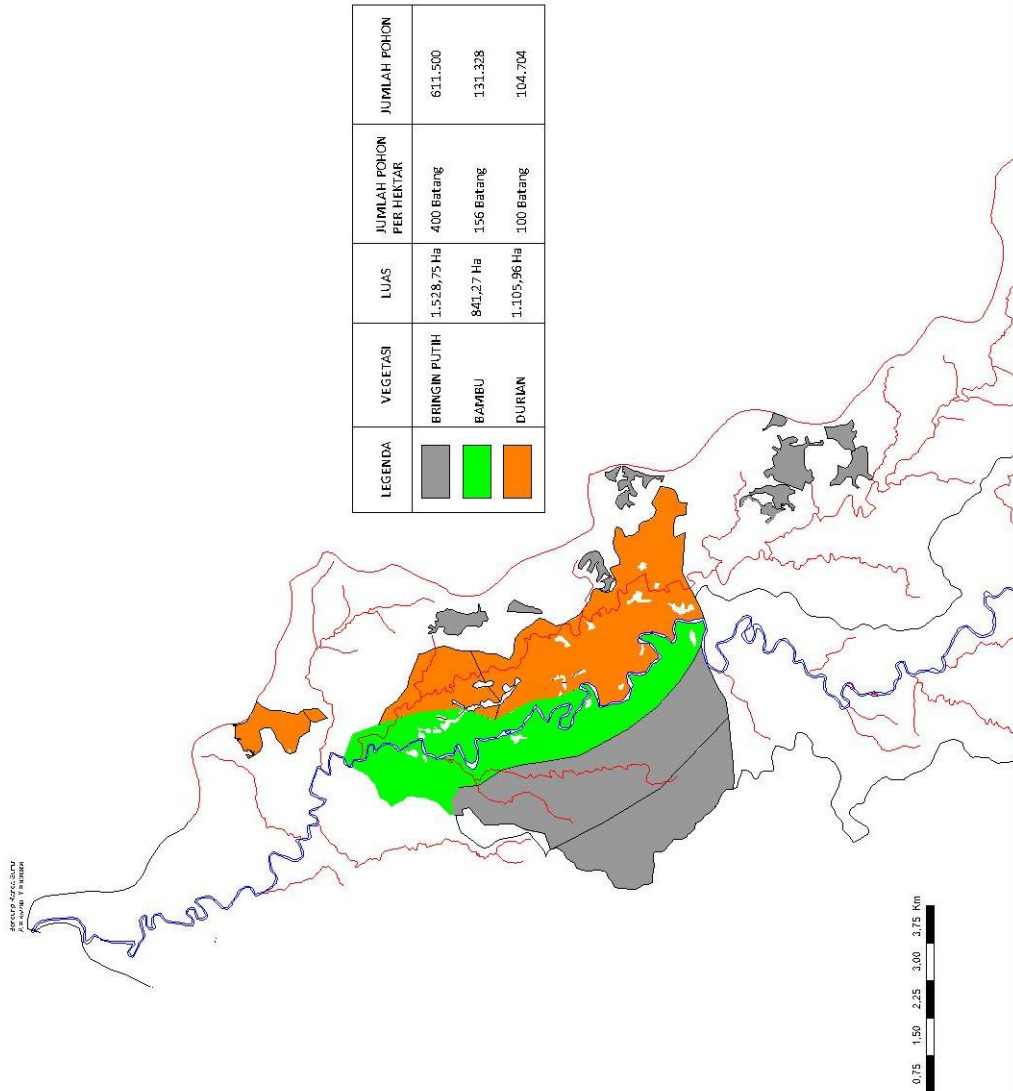 LEGENDA VEGETASI LUAS JUMLAH POHON PER HEKTAR JUMLAH POHON
BRINGIN PUTIH 1.528,75 Ha 400 Batang 611.500
BAMBU 841,27 Ha 156 Batang 131.328
DURIAN 1.105,96 Ha 100 Batang 104.704
0,75 1,50 2,25 3,00 3,75 Km